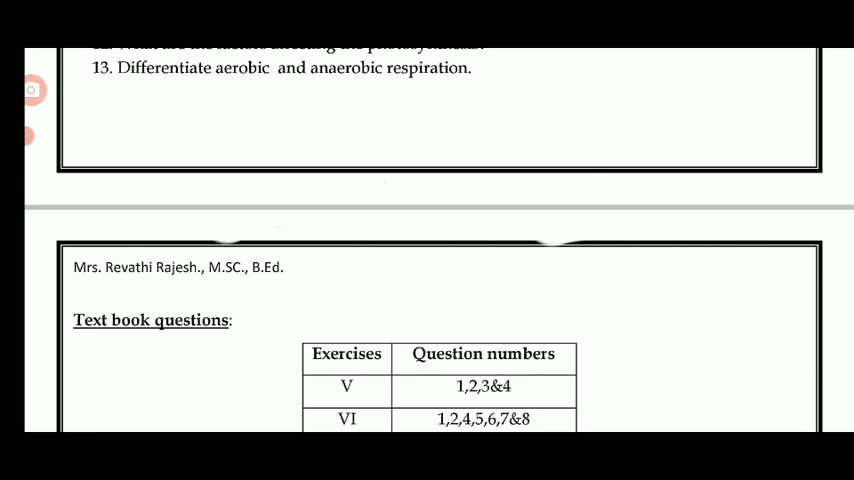 13. Differentiate aerobic and anaerobic respiration.
Mrs. Revathi Rajesh., M.SC., B.Ed.
Text book questions:
Exercises Question numbers
V 1,2,3&4
VI 1,2,4,5,6,7&8